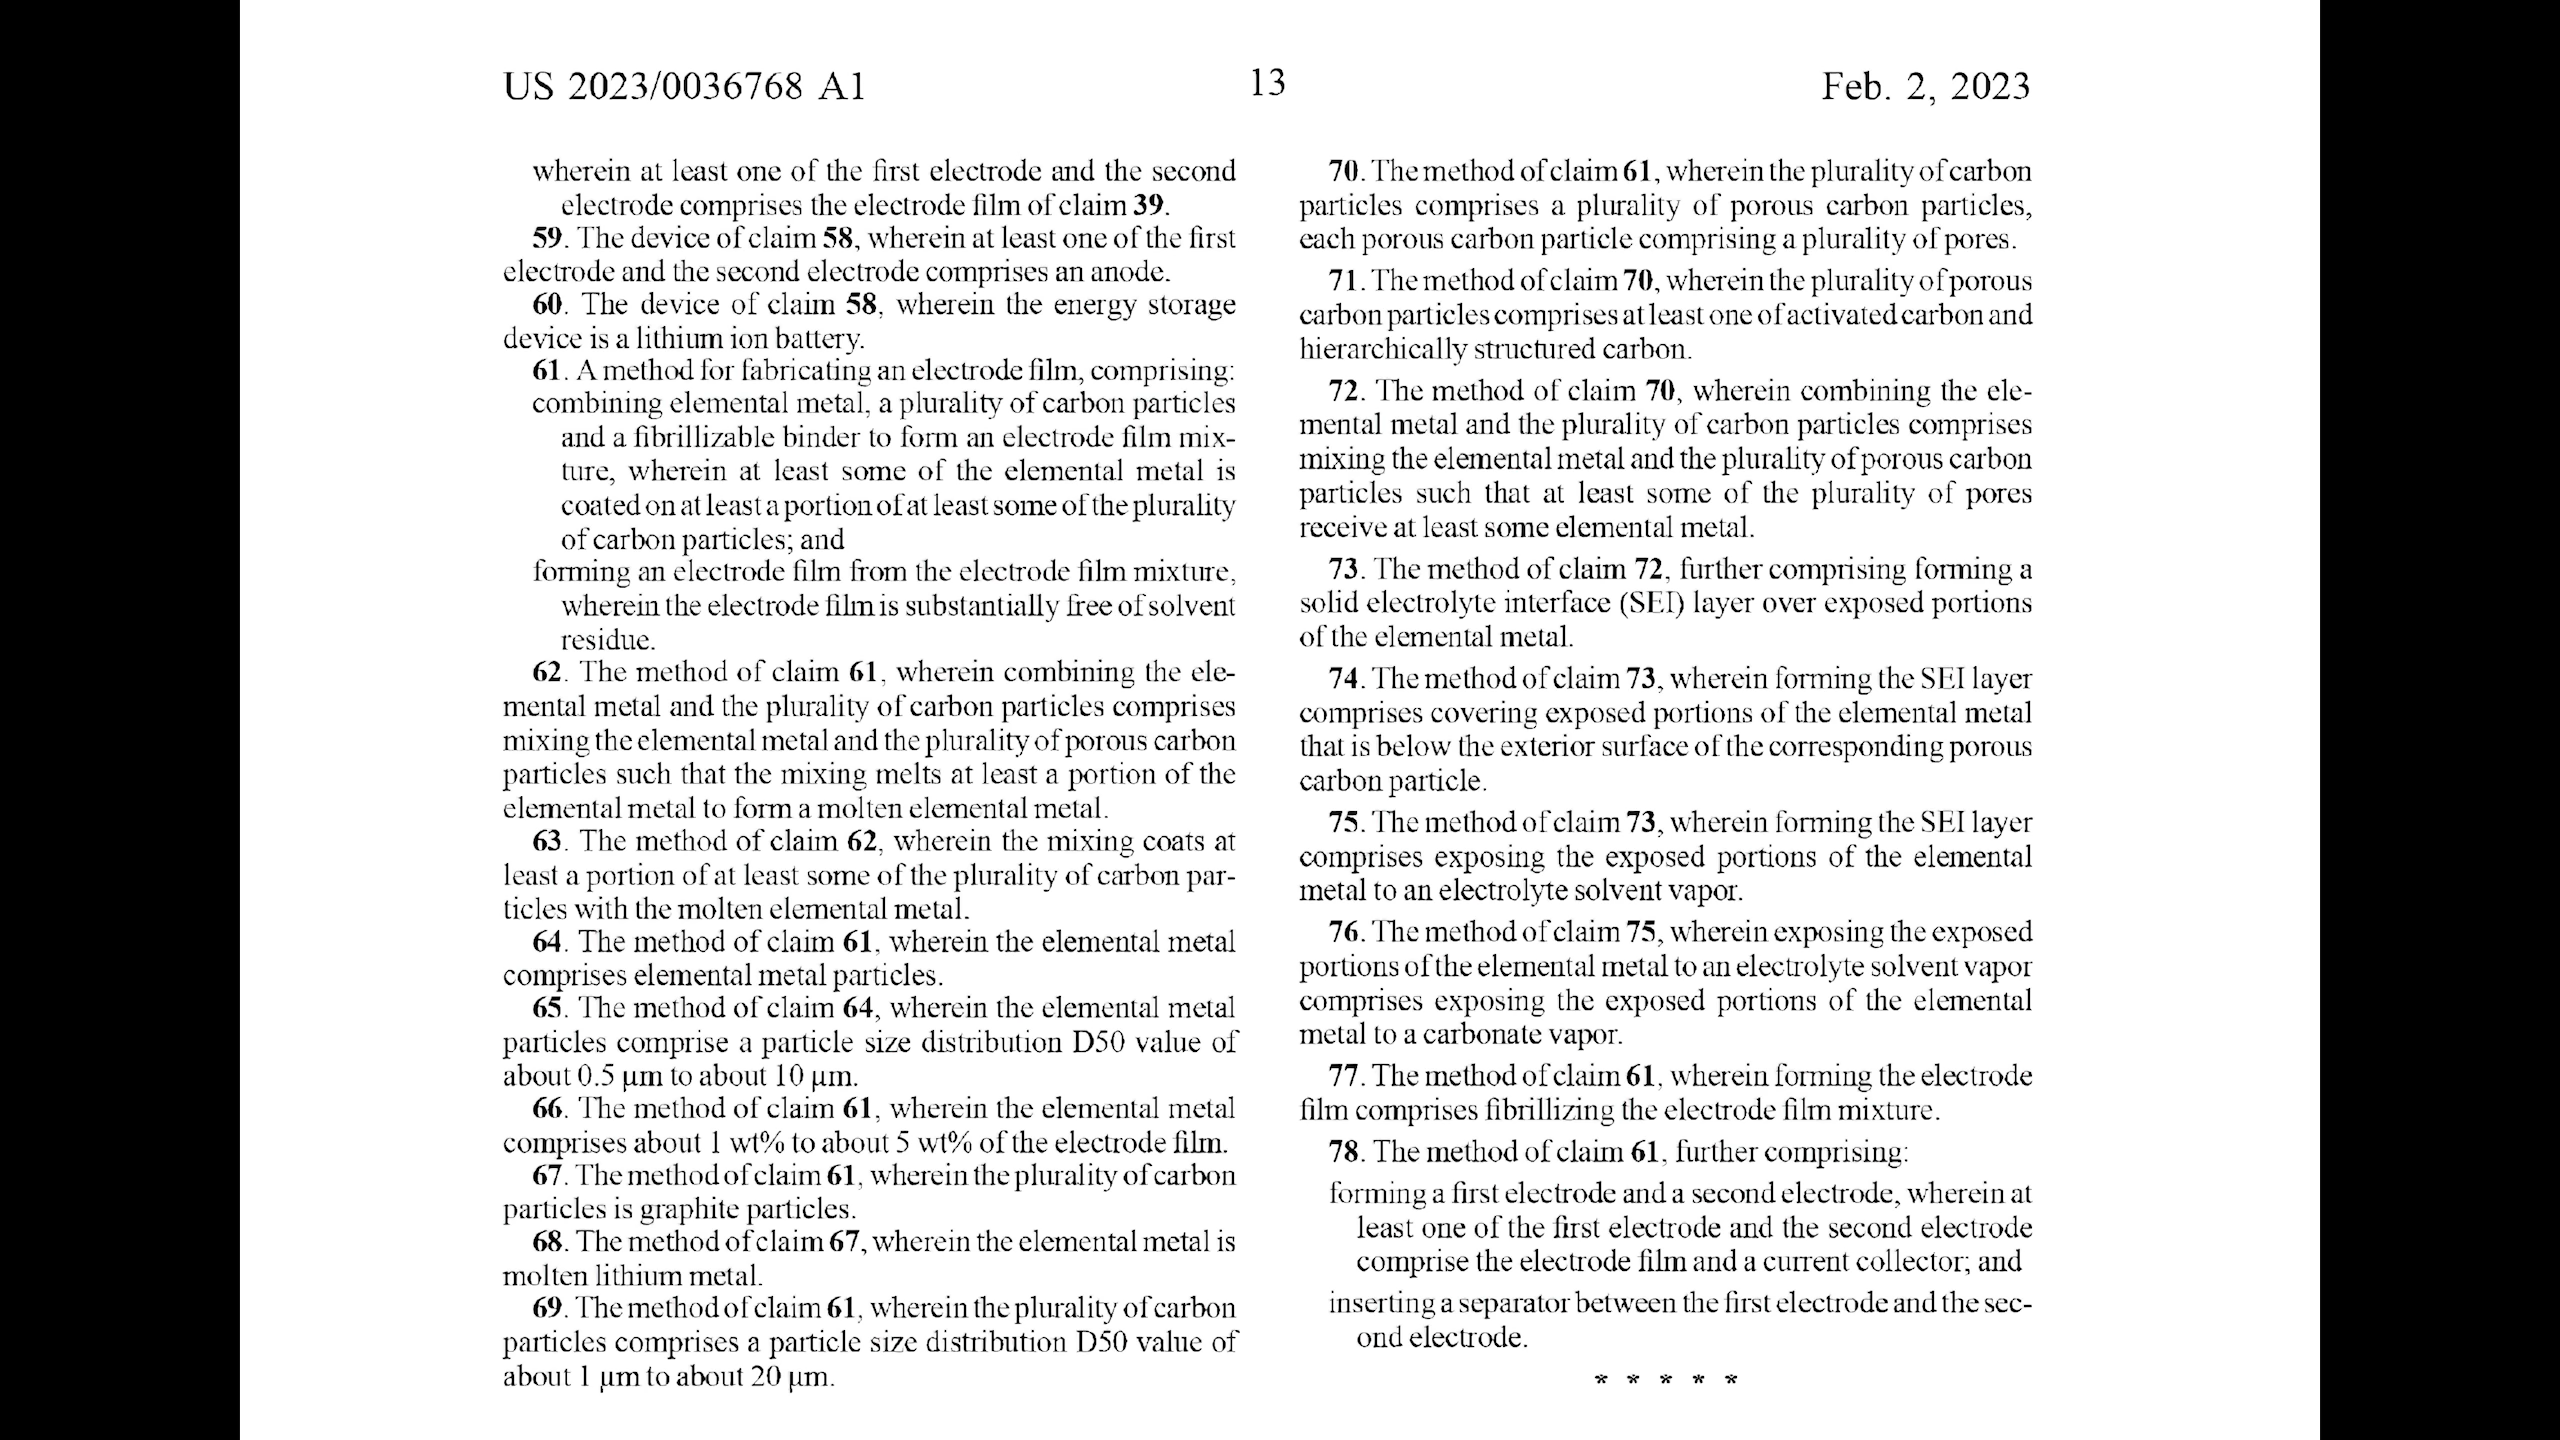 US 2023/0036768 A1
13
Feb. 2, 2023
wherein at least one of the first electrode and the second
electrode comprises the electrode film of claim 39.
59. The device of claim 58, wherein at least one of the first
electrode and the second electrode comprises an anode.
60. The device of claim 58, wherein the energy storage
device is a lithium ion battery.
61. A method for fabricating an electrode film, comprising:
combining elemental metal, a plurality of carbon particles
and a fibrillizable binder to form an electrode film mix-
ture, wherein at least some of the elemental metal is
coated on at least a portion of at least some of the plurality
of carbon particles; and
forming an electrode film from the electrode film mixture,
wherein the electrode film is substantially free of solvent
residue.
62. The method of claim 61, wherein combining the ele-
mental metal and the plurality of carbon particles comprises
mixing the elemental metal and the plurality of porous carbon
particles such that the mixing melts at least a portion of the
elemental metal to form a molten elemental metal.
63. The method of claim 62, wherein the mixing coats at
least a portion of at least some of the plurality of carbon par-
ticles with the molten elemental metal.
64. The method of claim 61, wherein the elemental metal
comprises elemental metal particles.
65. The method of claim 64, wherein the elemental metal
particles comprise a particle size distribution D50 value of
about 0.5 μm to about 10 μm.
66. The method of claim 61, wherein the elemental metal
comprises about 1 wt% to about 5 wt% of the electrode film.
67. The method of claim 61, wherein the plurality of carbon
particles is graphite particles.
68. The method of claim 67, wherein the elemental metal is
molten lithium metal.
69. The method of claim 61, wherein the plurality of carbon
particles comprises a particle size distribution D50 value of
about 1 μm to about 20 μm.
70. The method of claim 61, wherein the plurality of carbon
particles comprises a plurality of porous carbon particles,
each porous carbon particle comprising a plurality of pores.
71. The method of claim 70, wherein the plurality of porous
carbon particles comprises at least one of activated carbon and
hierarchically structured carbon.
72. The method of claim 70, wherein combining the ele-
mental metal and the plurality of carbon particles comprises
mixing the elemental metal and the plurality of porous carbon
particles such that at least some of the plurality of pores
receive at least some elemental metal.
73. The method of claim 72, further comprising forming a
solid electrolyte interface (SEI) layer over exposed portions
of the elemental metal.
74. The method of claim 73, wherein forming the SEI layer
comprises covering exposed portions of the elemental metal
that is below the exterior surface of the corresponding porous
carbon particle.
75. The method of claim 73, wherein forming the SEI layer
comprises exposing the exposed portions of the elemental
metal to an electrolyte solvent vapor.
76. The method of claim 75, wherein exposing the exposed
portions of the elemental metal to an electrolyte solvent vapor
comprises exposing the exposed portions of the elemental
metal to a carbonate vapor.
77. The method of claim 61, wherein forming the electrode
film comprises fibrillizing the electrode film mixture.
78. The method of claim 61, further comprising:
forming a first electrode and a second electrode, wherein at
least one of the first electrode and the second electrode
comprise the electrode film and a current collector; and
inserting a separator between the first electrode and the sec-
ond electrode.
* * * * *